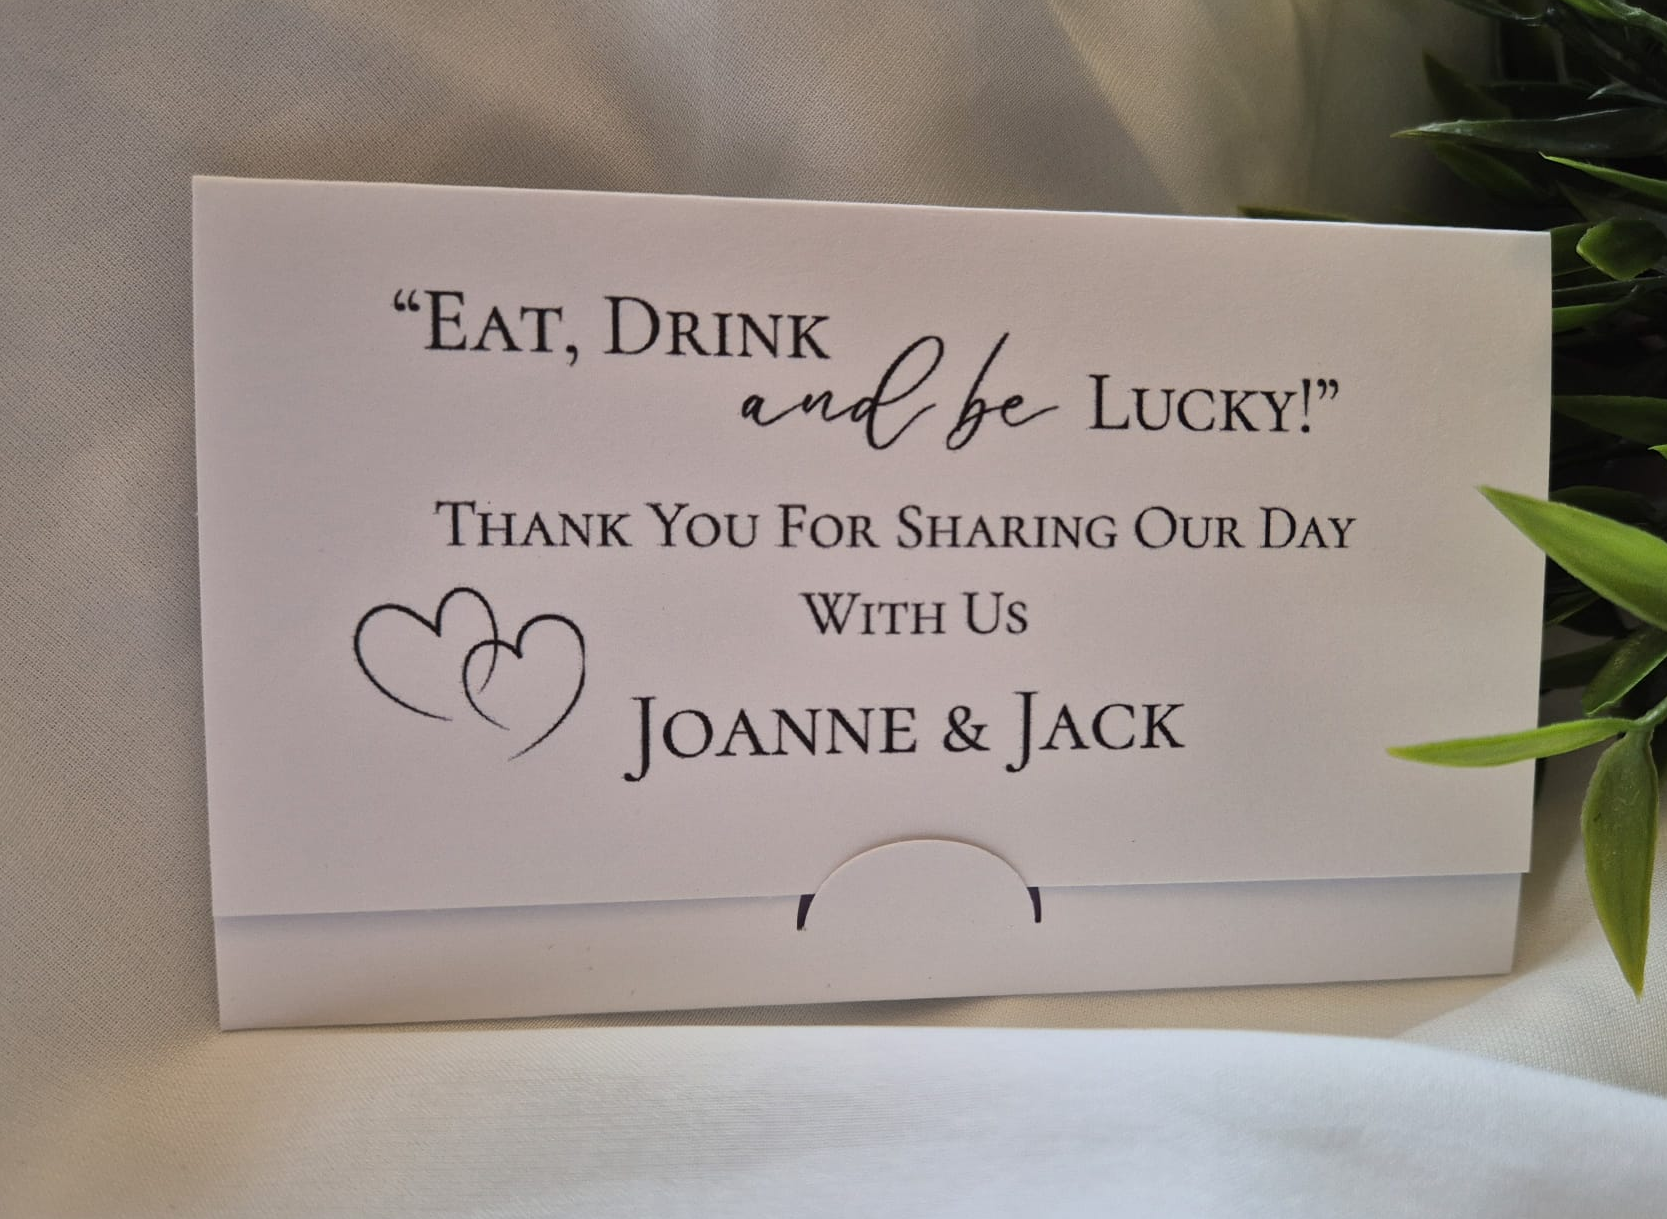 “Eat, Drink
and be Lucky!”
Thank You For Sharing Our Day
With Us
Joanne & Jack